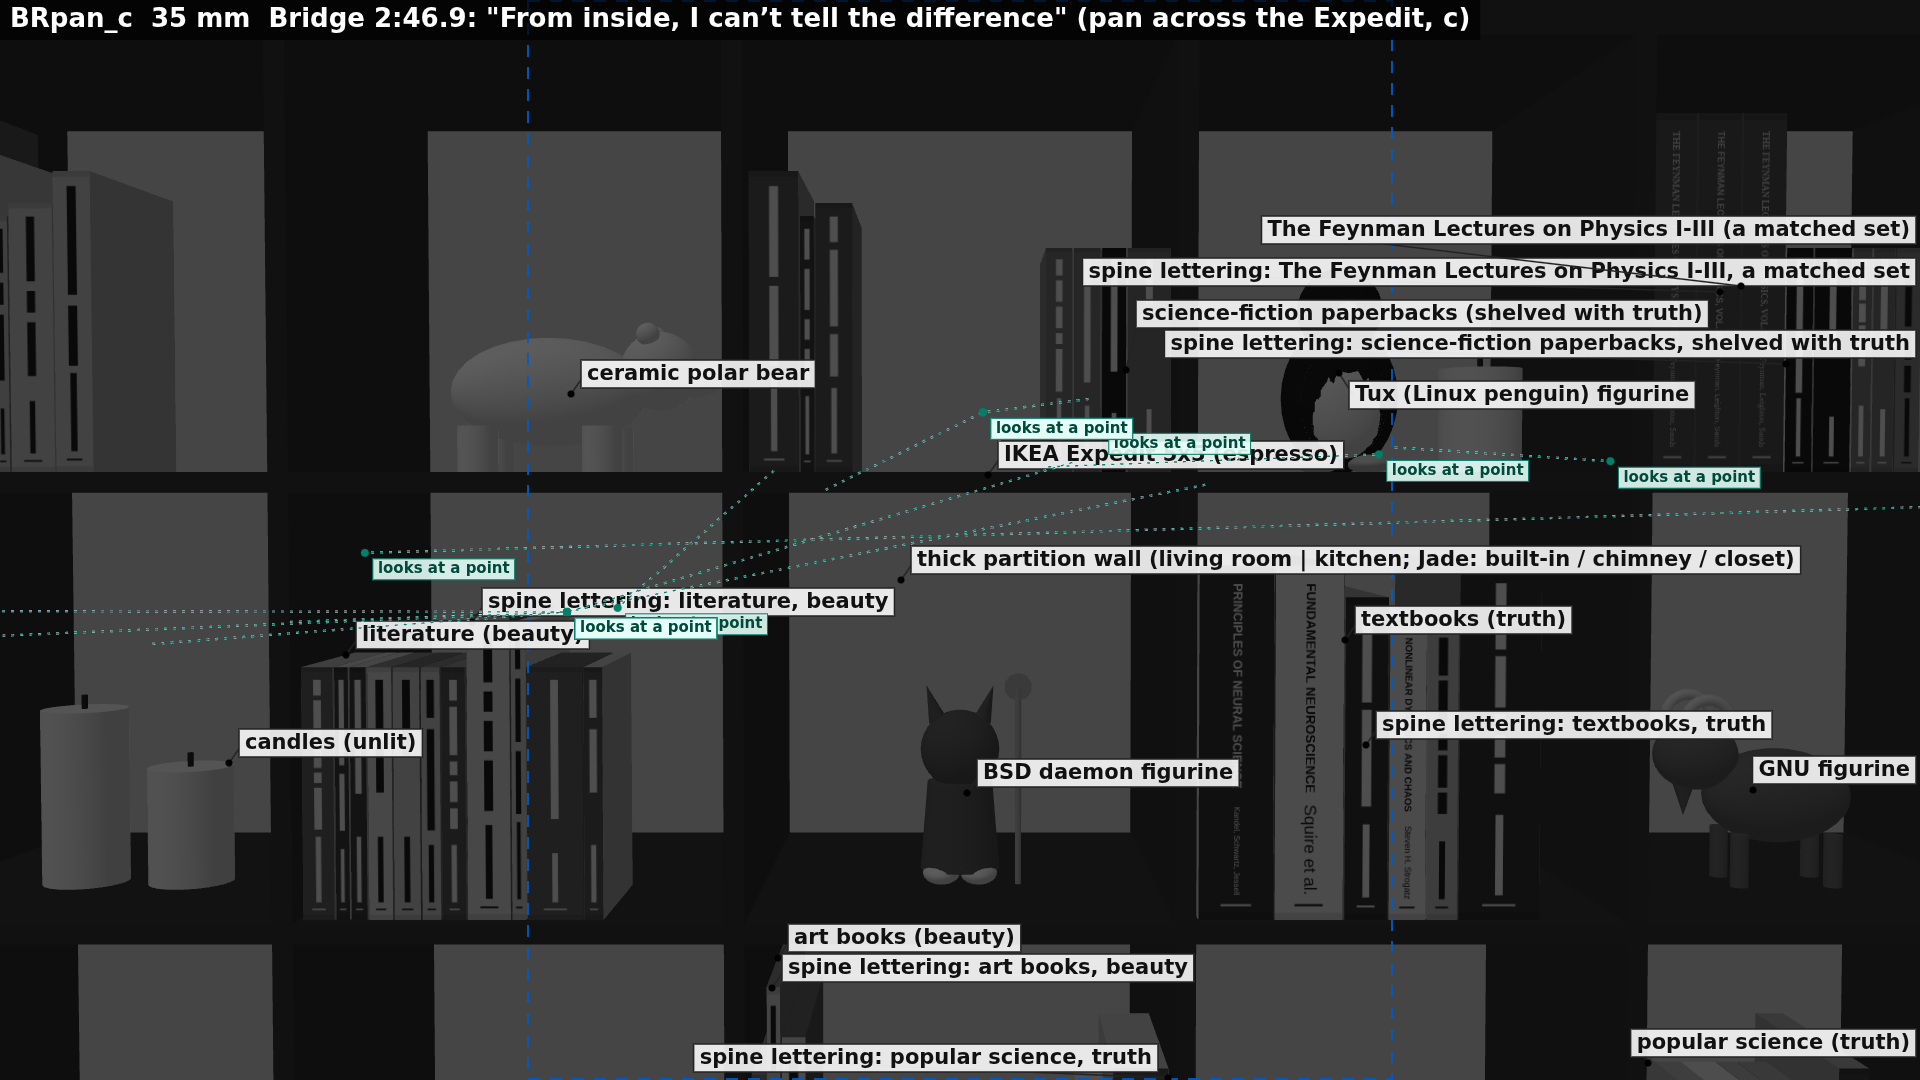 BRpan_c 35 mm Bridge 2:46.9: "From inside, I can’t tell the difference" (pan across the Expedit, c)
The Feynman Lectures on Physics I-III (a matched set)
spine lettering: The Feynman Lectures on Physics I-III, a matched set
science-fiction paperbacks (shelved with truth)
spine lettering: science-fiction paperbacks, shelved with truth
ceramic polar bear
Tux (Linux penguin) figurine
looks at a point
looks at a point
IKEA Expedit 5x5 (espresso)
looks at a point
looks at a point
thick partition wall (living room | kitchen; Jade: built-in / chimney / closet)
looks at a point
spine lettering: literature, beauty
looks at a point
point
literature (beauty)
textbooks (truth)
PRINCIPLES OF NEURAL SCIENCE
Kandel, Schwartz, Jessell
FUNDAMENTAL NEUROSCIENCE Squire et al.
NONLINEAR DY
CS AND CHAOS Steven H. Strogatz
spine lettering: textbooks, truth
candles (unlit)
BSD daemon figurine
GNU figurine
art books (beauty)
spine lettering: art books, beauty
popular science (truth)
spine lettering: popular science, truth